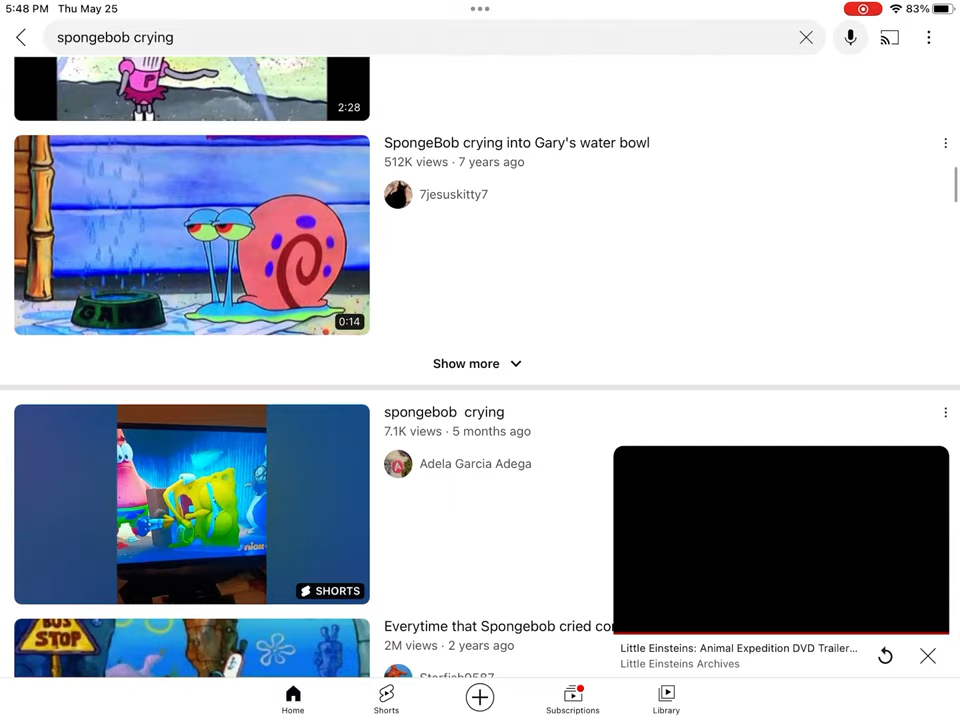 5:48 PM Thu May 25
83%
spongebob crying
P
2:28
SpongeBob crying into Gary's water bowl
512K views · 7 years ago
7jesuskitty7
GARY
0:14
Show more
spongebob crying
7.1K views · 5 months ago
A
Adela Garcia Adega
nick
SHORTS
BUS
STOP
Everytime that Spongebob cried
2M views · 2 years ago
Starfish9587
Little Einsteins: Animal Expedition DVD Trailer...
Little Einsteins Archives
Home
Shorts
Subscriptions
Library